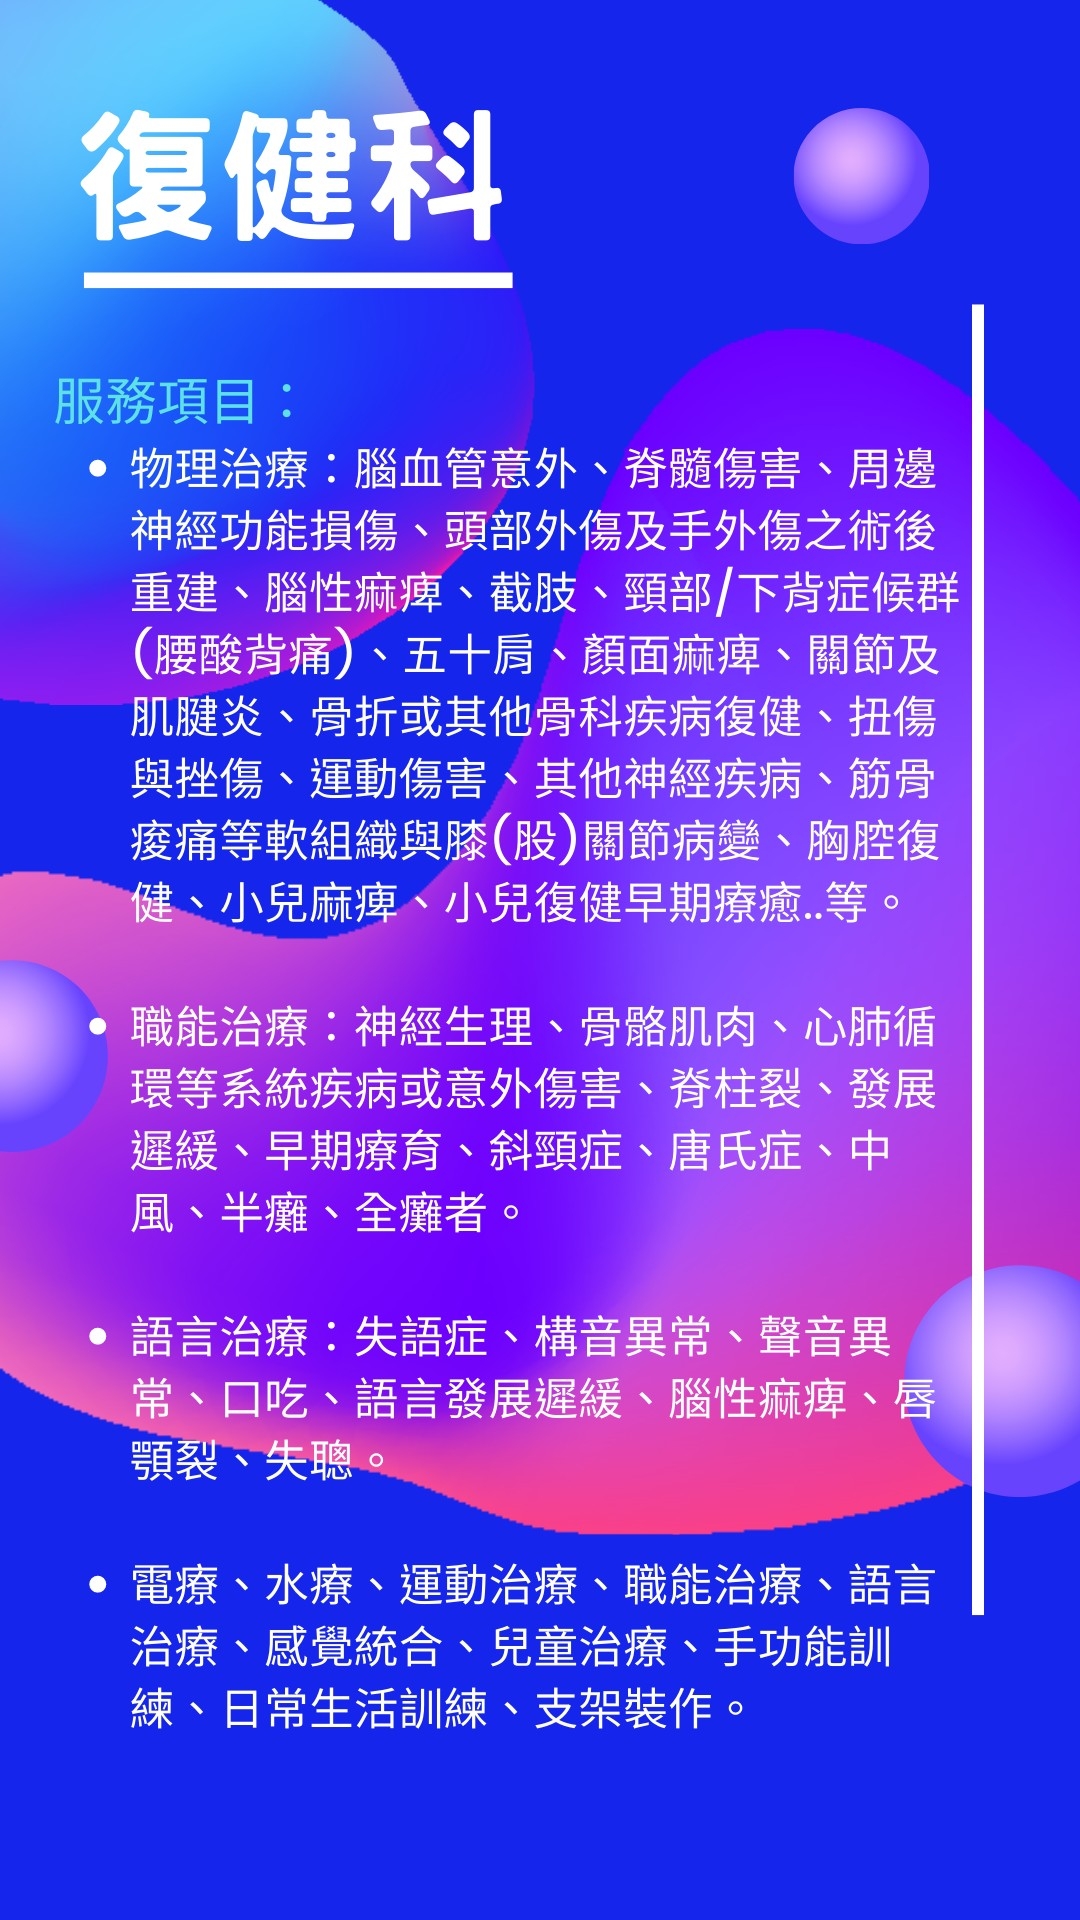 復健科
服務項目：
• 物理治療：腦血管意外、脊髓傷害、周邊
神經功能損傷、頭部外傷及手外傷之術後
重建、腦性痲痺、截肢、頸部/下背症候群
(腰酸背痛)、五十肩、顏面痲痺、關節及
肌腱炎、骨折或其他骨科疾病復健、扭傷
與挫傷、運動傷害、其他神經疾病、筋骨
痠痛等軟組織與膝(股)關節病變、胸腔復
健、小兒麻痺、小兒復健早期療癒..等。
• 職能治療：神經生理、骨骼肌肉、心肺循
環等系統疾病或意外傷害、脊柱裂、發展
遲緩、早期療育、斜頸症、唐氏症、中
風、半癱、全癱者。
• 語言治療：失語症、構音異常、聲音異
常、口吃、語言發展遲緩、腦性痲痺、唇
顎裂、失聰。
• 電療、水療、運動治療、職能治療、語言
治療、感覺統合、兒童治療、手功能訓
練、日常生活訓練、支架裝作。